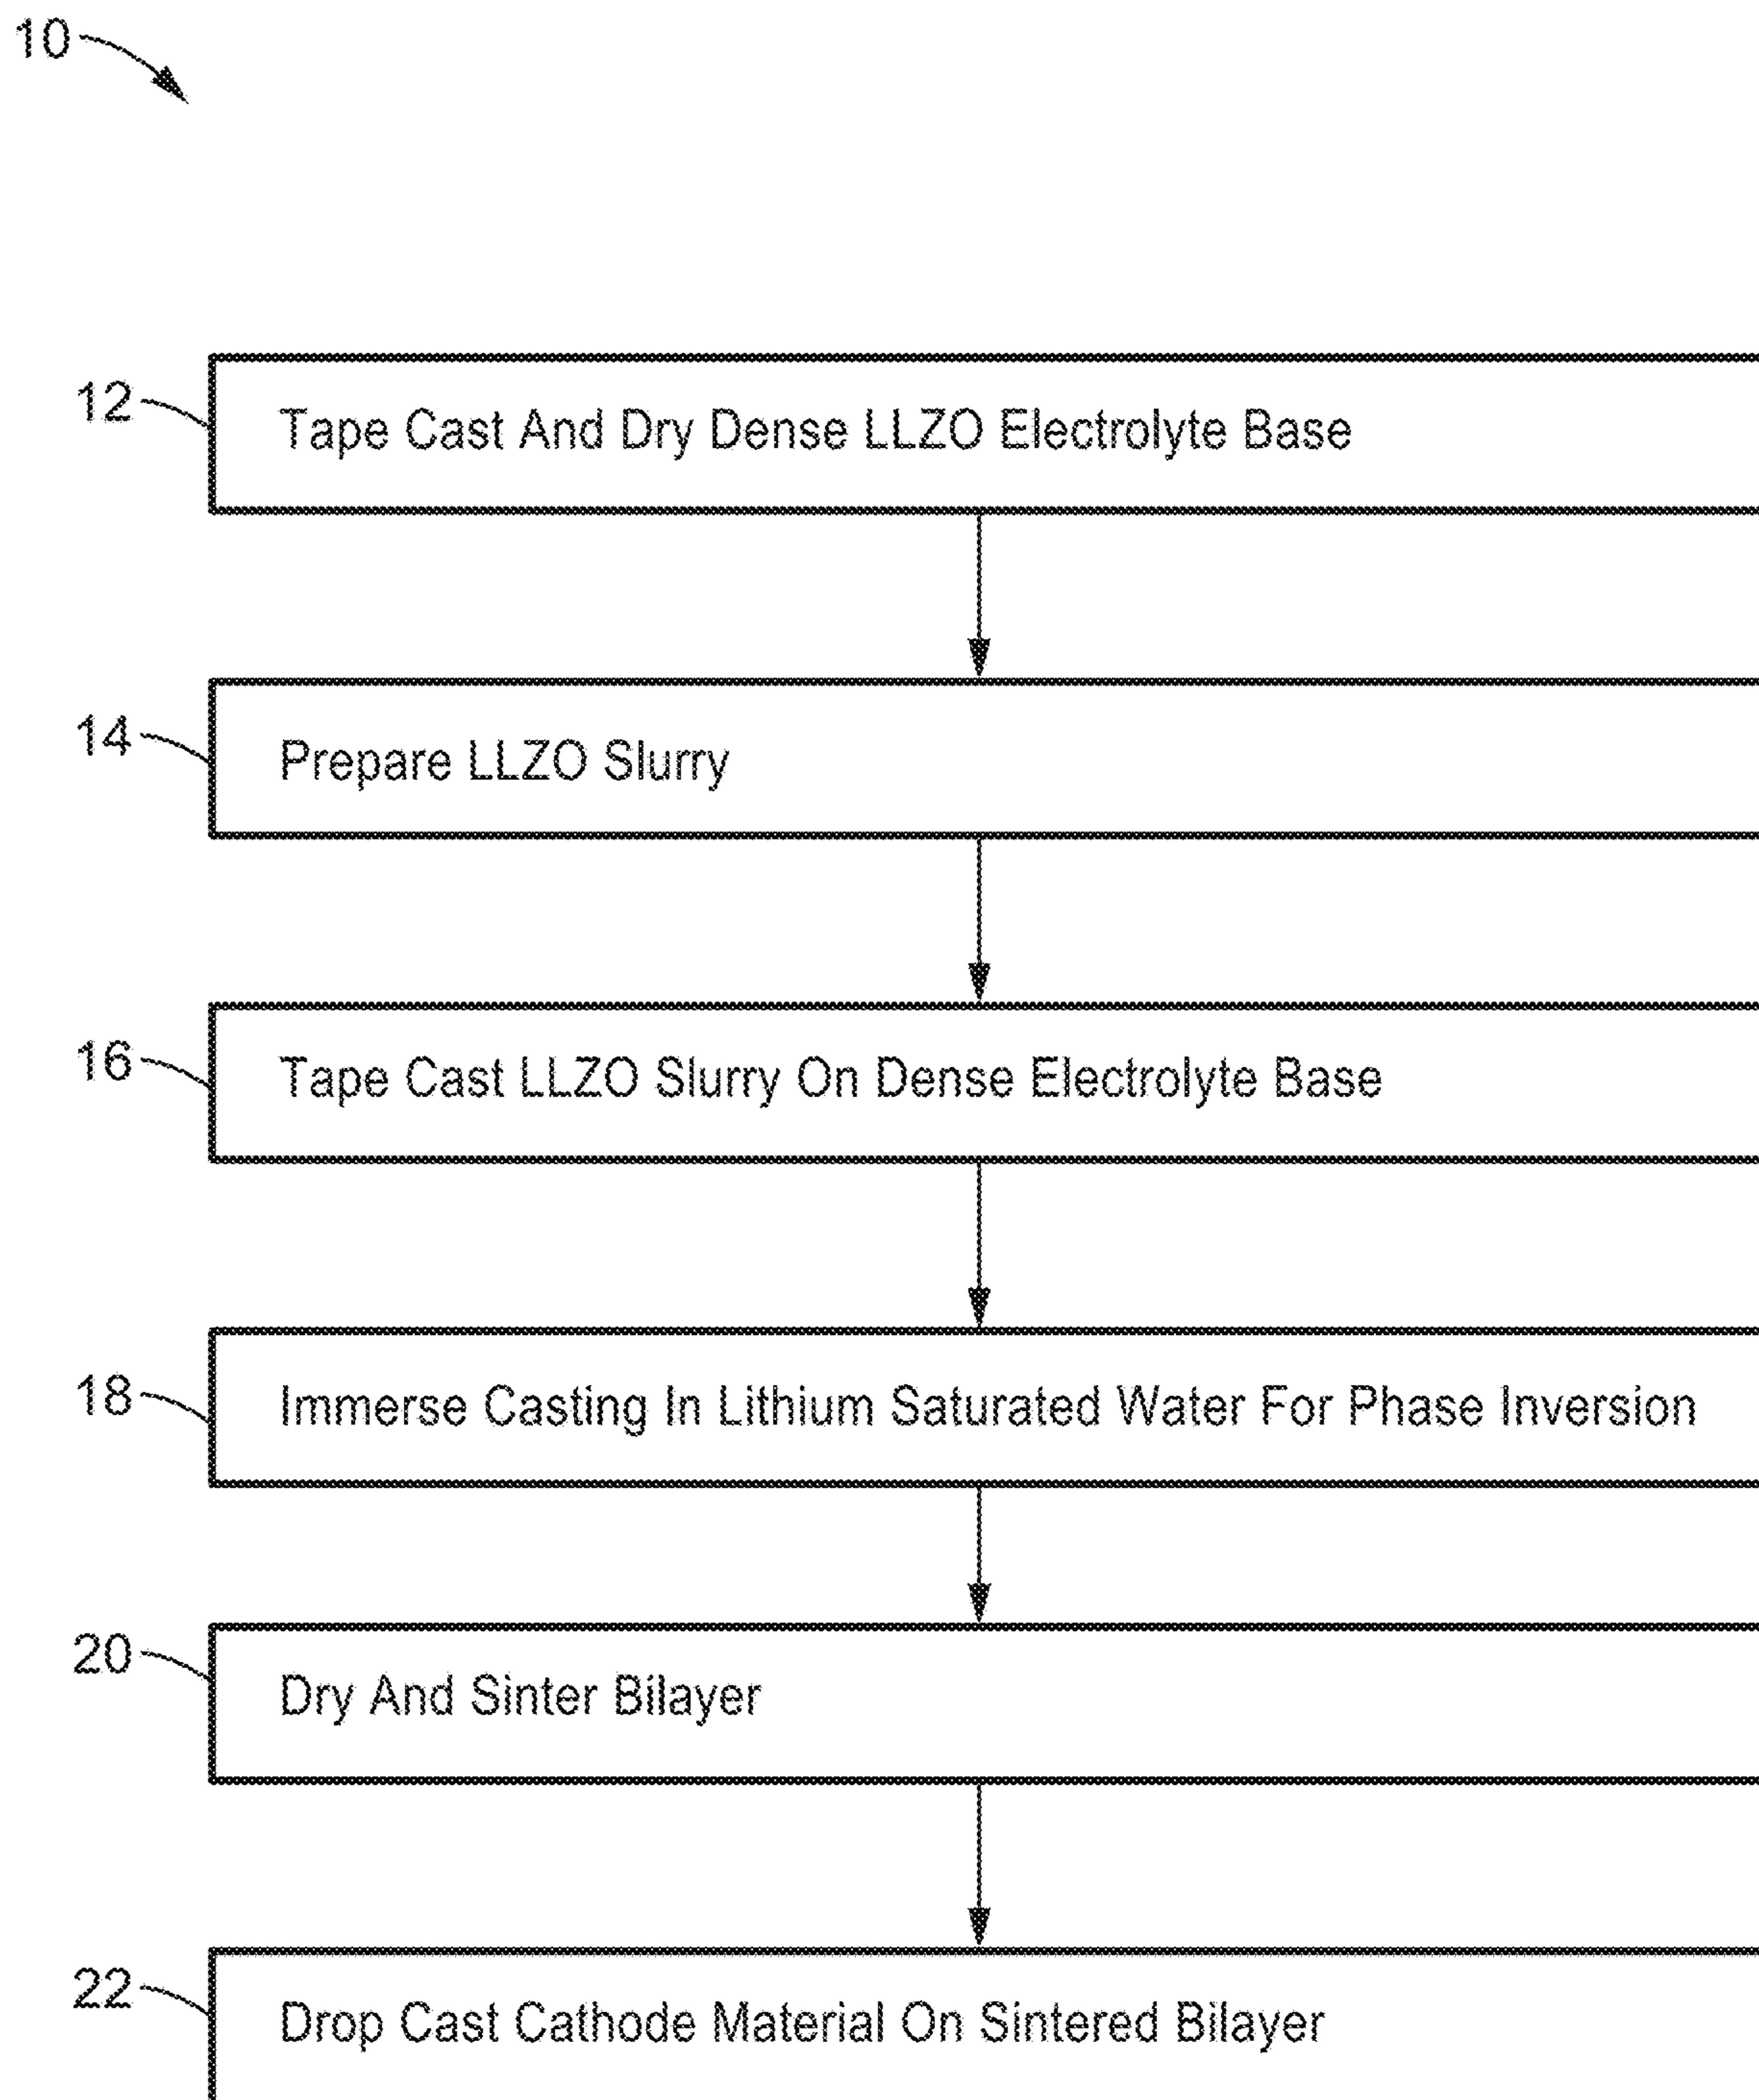 10
12 Tape Cast And Dry Dense LLZO Electrolyte Base
14 Prepare LLZO Slurry
16 Tape Cast LLZO Slurry On Dense Electrolyte Base
18 Immerse Casting In Lithium Saturated Water For Phase Inversion
20 Dry And Sinter Bilayer
22 Drop Cast Cathode Material On Sintered Bilayer